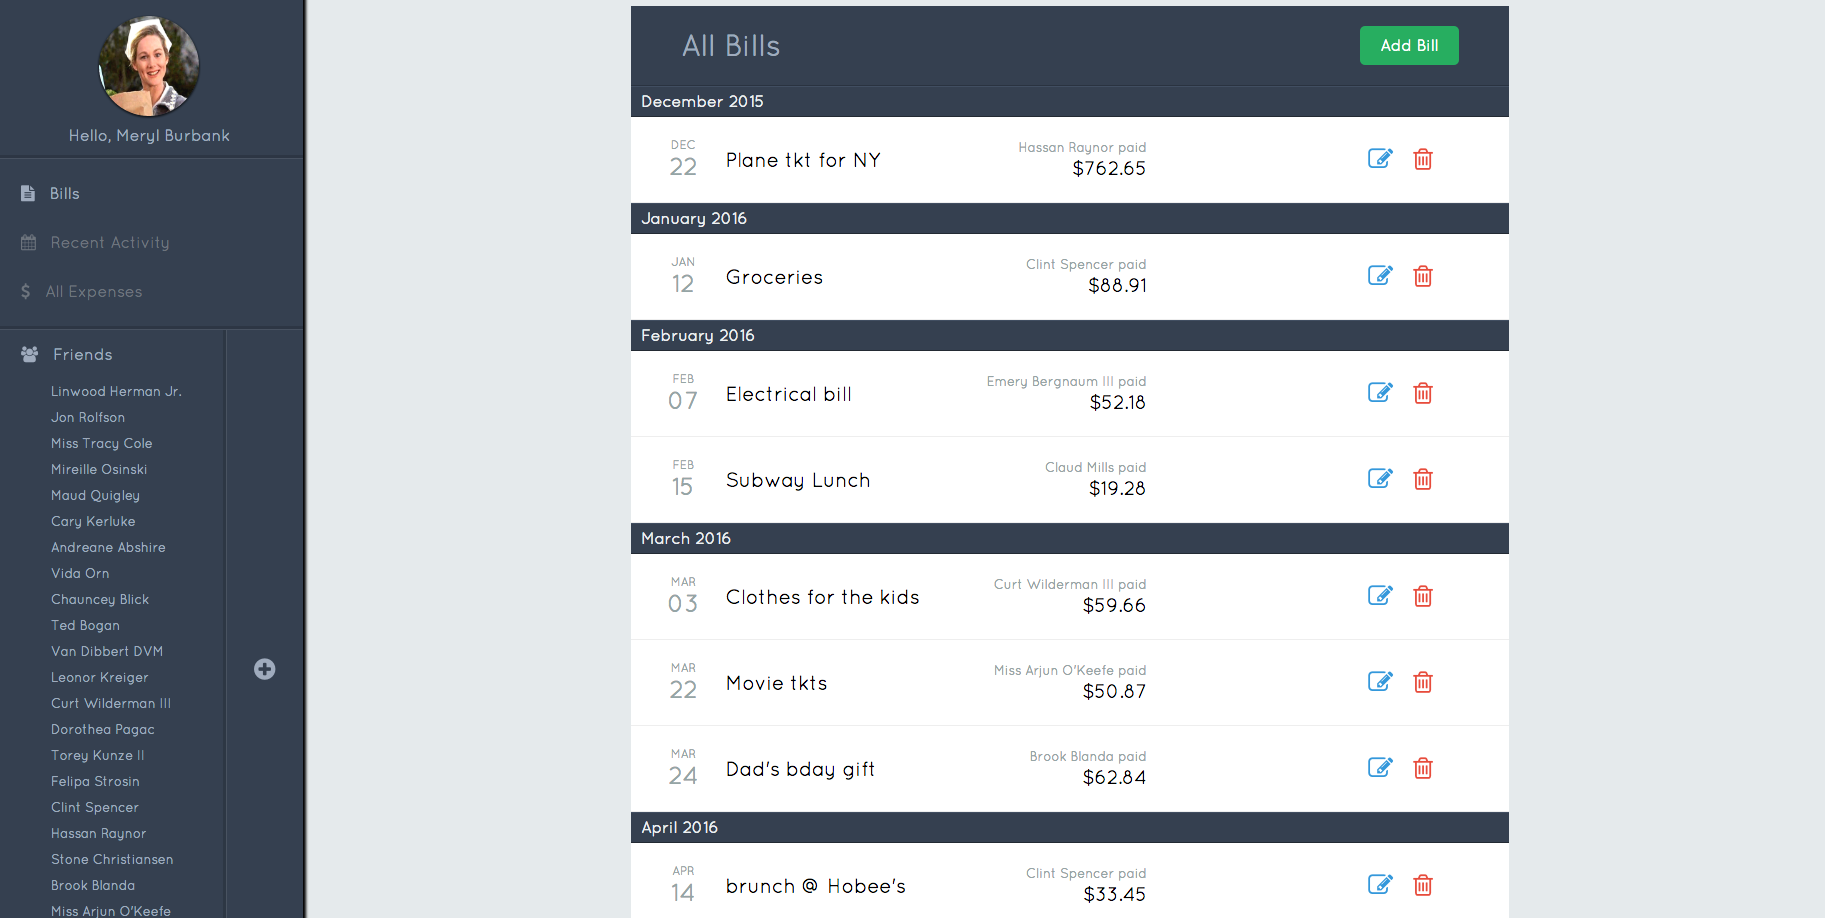 Hello, Meryl Burbank
Bills
Recent Activity
$ All Expenses
Friends
Linwood Herman Jr.
Jon Rolfson
Miss Tracy Cole
Mireille Osinski
Maud Quigley
Cary Kerluke
Andreane Abshire
Vida Orn
Chauncey Blick
Ted Bogan
Van Dibbert DVM
Leonor Kreiger
Curt Wilderman III
Dorothea Pagac
Torey Kunze II
Felipa Strosin
Clint Spencer
Hassan Raynor
Stone Christiansen
Brook Blanda
Miss Arjun O'Keefe
All Bills
Add Bill
December 2015
DEC
22
Plane tkt for NY
Hassan Raynor paid
$762.65
January 2016
JAN
12
Groceries
Clint Spencer paid
$88.91
February 2016
FEB
07
Electrical bill
Emery Bergnaum III paid
$52.18
FEB
15
Subway Lunch
Claud Mills paid
$19.28
March 2016
MAR
03
Clothes for the kids
Curt Wilderman III paid
$59.66
MAR
22
Movie tkts
Miss Arjun O'Keefe paid
$50.87
MAR
24
Dad's bday gift
Brook Blanda paid
$62.84
April 2016
APR
14
brunch @ Hobee's
Clint Spencer paid
$33.45